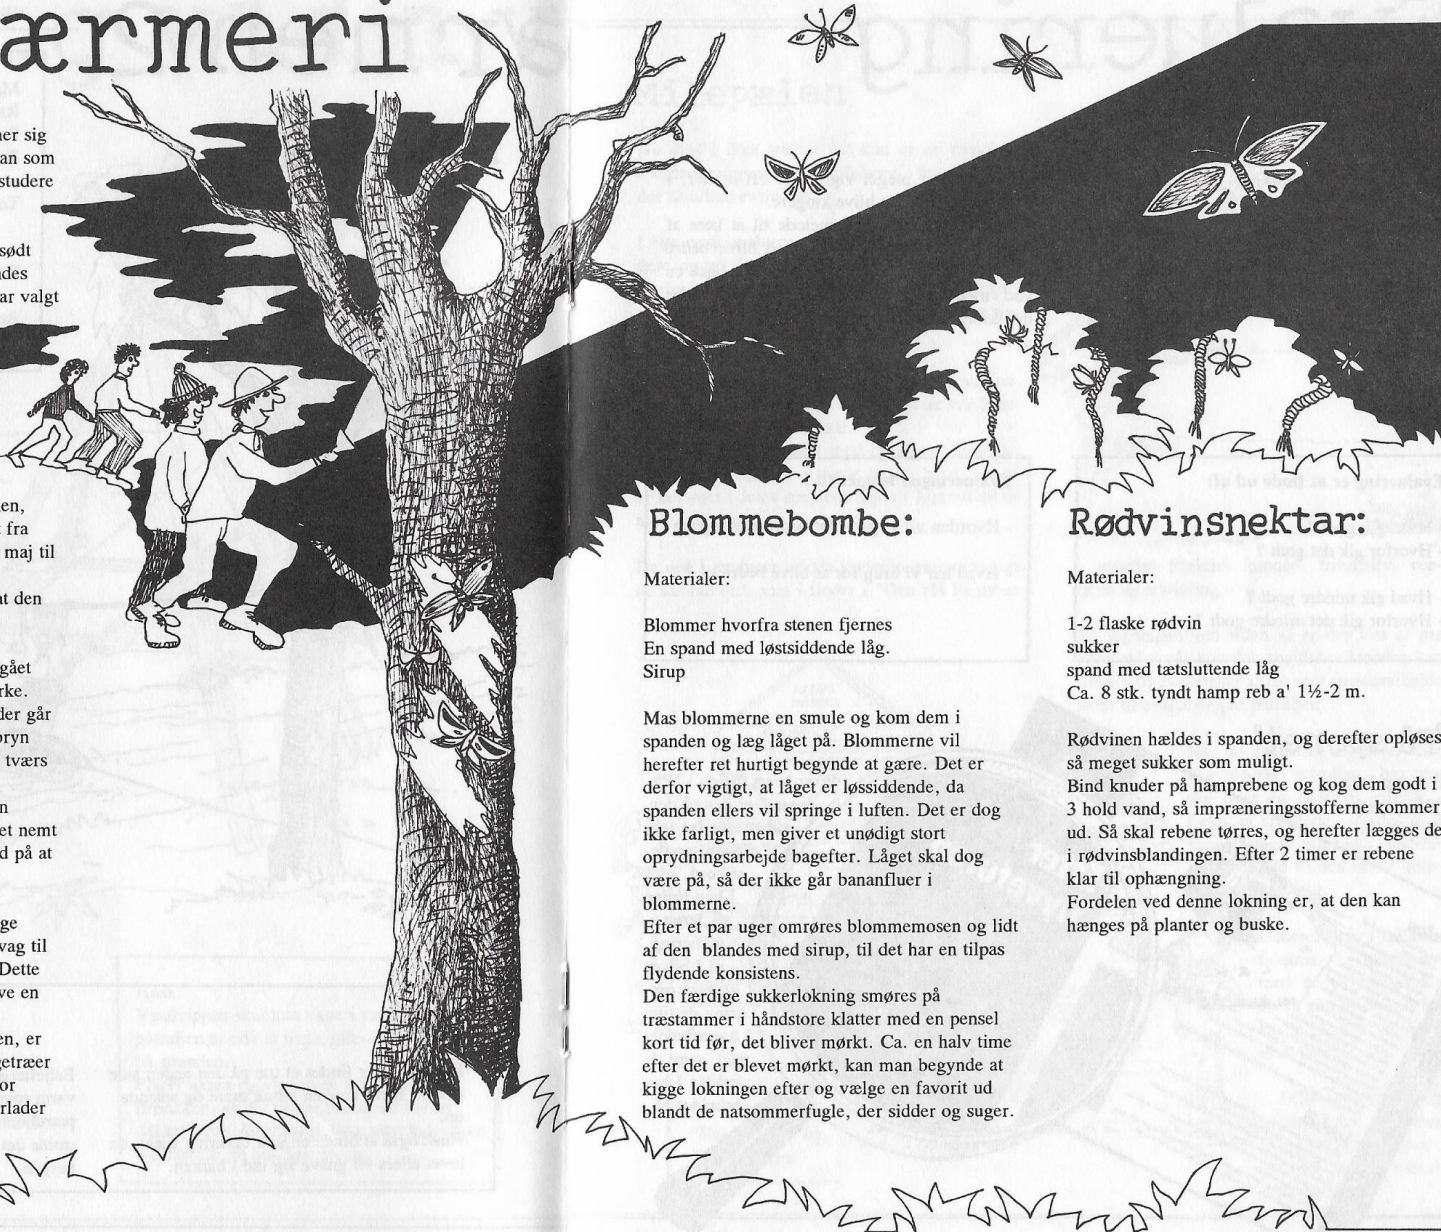 ærmeri
er sig
an som
studere
sødt
des
ar valgt
en,
fra
maj til
at den
gået
rke.
der går
bryn
tværs
n
et nemt
d på at
ge
vag til
Dette
ve en
en, er
getræer
or
rlader
Blommebombe:
Materialer:
Blommer hvorfra stenen fjernes
En spand med løstsiddende låg.
Sirup
Mas blommerne en smule og kom dem i
spanden og læg låget på. Blommerne vil
herefter ret hurtigt begynde at gære. Det er
derfor vigtigt, at låget er løssiddende, da
spanden ellers vil springe i luften. Det er dog
ikke farligt, men giver et unødigt stort
oprydningsarbejde bagefter. Låget skal dog
være på, så der ikke går bananfluer i
blommerne.
Efter et par uger omrøres blommemosen og lidt
af den blandes med sirup, til det har en tilpas
flydende konsistens.
Den færdige sukkerlokning smøres på
træstammer i håndstore klatter med en pensel
kort tid før, det bliver mørkt. Ca. en halv time
efter det er blevet mørkt, kan man begynde at
kigge lokningen efter og vælge en favorit ud
blandt de natsommerfugle, der sidder og suger.
Rødvinsnektar:
Materialer:
1-2 flaske rødvin
sukker
spand med tætsluttende låg
Ca. 8 stk. tyndt hamp reb a' 1½-2 m.
Rødvinen hældes i spanden, og derefter opløses
så meget sukker som muligt.
Bind knuder på hamprebene og kog dem godt i
3 hold vand, så impræneringsstofferne kommer
ud. Så skal rebene tørres, og herefter lægges de
i rødvinsblandingen. Efter 2 timer er rebene
klar til ophængning.
Fordelen ved denne lokning er, at den kan
hænges på planter og buske.